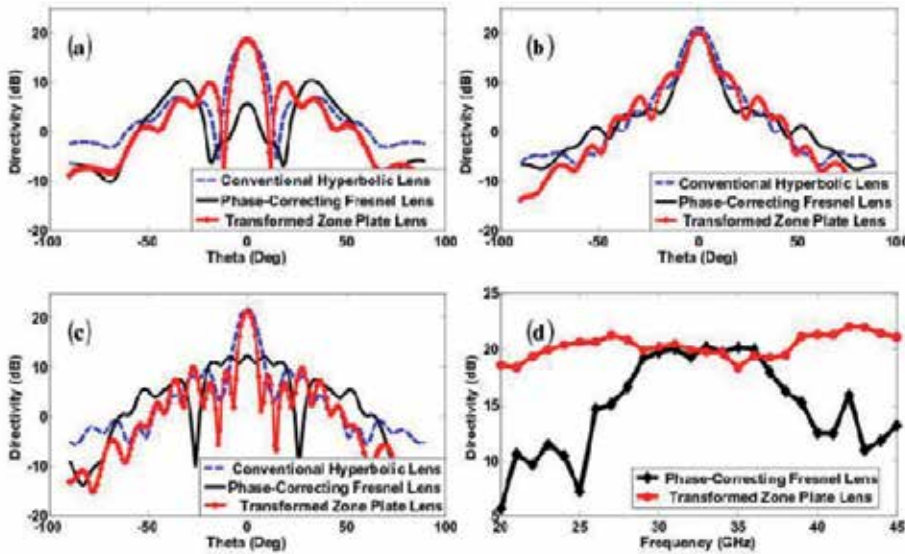 (a)
20
10
0
-10
-20
-100
-50
0
50
100
Directivity (dB)
Theta (Deg)
Conventional Hyperbolic Lens
Phase-Correcting Fresnel Lens
Transformed Zone Plate Lens
(b)
20
10
0
-10
-20
-100
-50
0
50
100
Directivity (dB)
Theta (Deg)
Conventional Hyperbolic Lens
Phase-Correcting Fresnel Lens
Transformed Zone Plate Lens
(c)
20
10
0
-10
-20
-100
-50
0
50
100
Directivity (dB)
Theta (Deg)
Conventional Hyperbolic Lens
Phase-Correcting Fresnel Lens
Transformed Zone Plate Lens
(d)
25
20
15
10
20
25
30
35
40
45
Directivity (dB)
Frequency (GHz)
Phase-Correcting Fresnel Lens
Transformed Zone Plate Lens